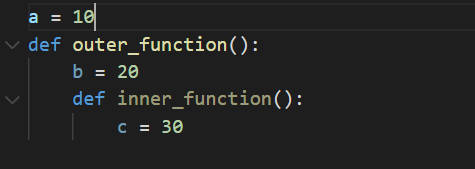 a = 10
def outer_function():
    b = 20
    def inner_function():
        c = 30